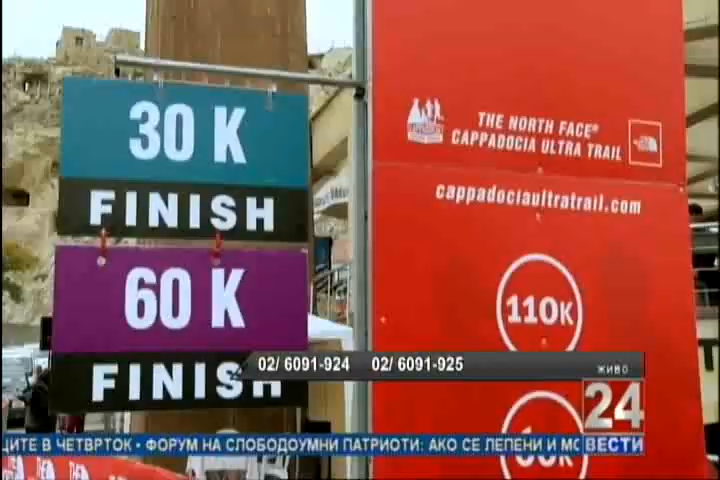 30 K
FINISH
60 K
FINISH
THE NORTH FACE®
CAPPADOCIA ULTRA TRAIL
cappadociaultratrail.com
110K
60K
02/ 6091-924 02/ 6091-925
живо
24
ВЕСТИ
ЦИТЕ В ЧЕТВРТОК • ФОРУМ НА СЛОБОДОУМНИ ПАТРИОТИ: АКО СЕ ЛЕПЕНИ И МО